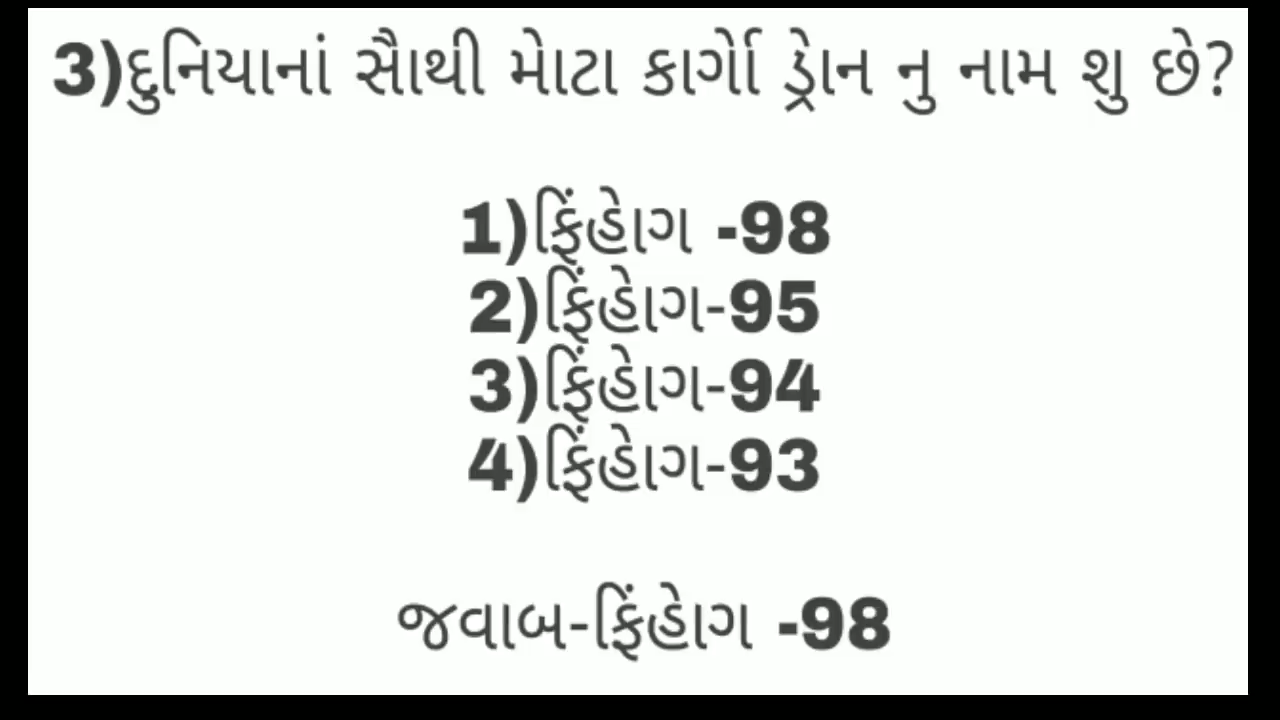 3)દુનિયાનાં સૌથી મોટા કાર્ગો ડ્રોન નુ નામ શુ છે?
1)ફિંહોગ -98
2)ફિંહોગ-95
3)ફિંહોગ-94
4)ફિંહોગ-93
જવાબ-ફિંહોગ -98